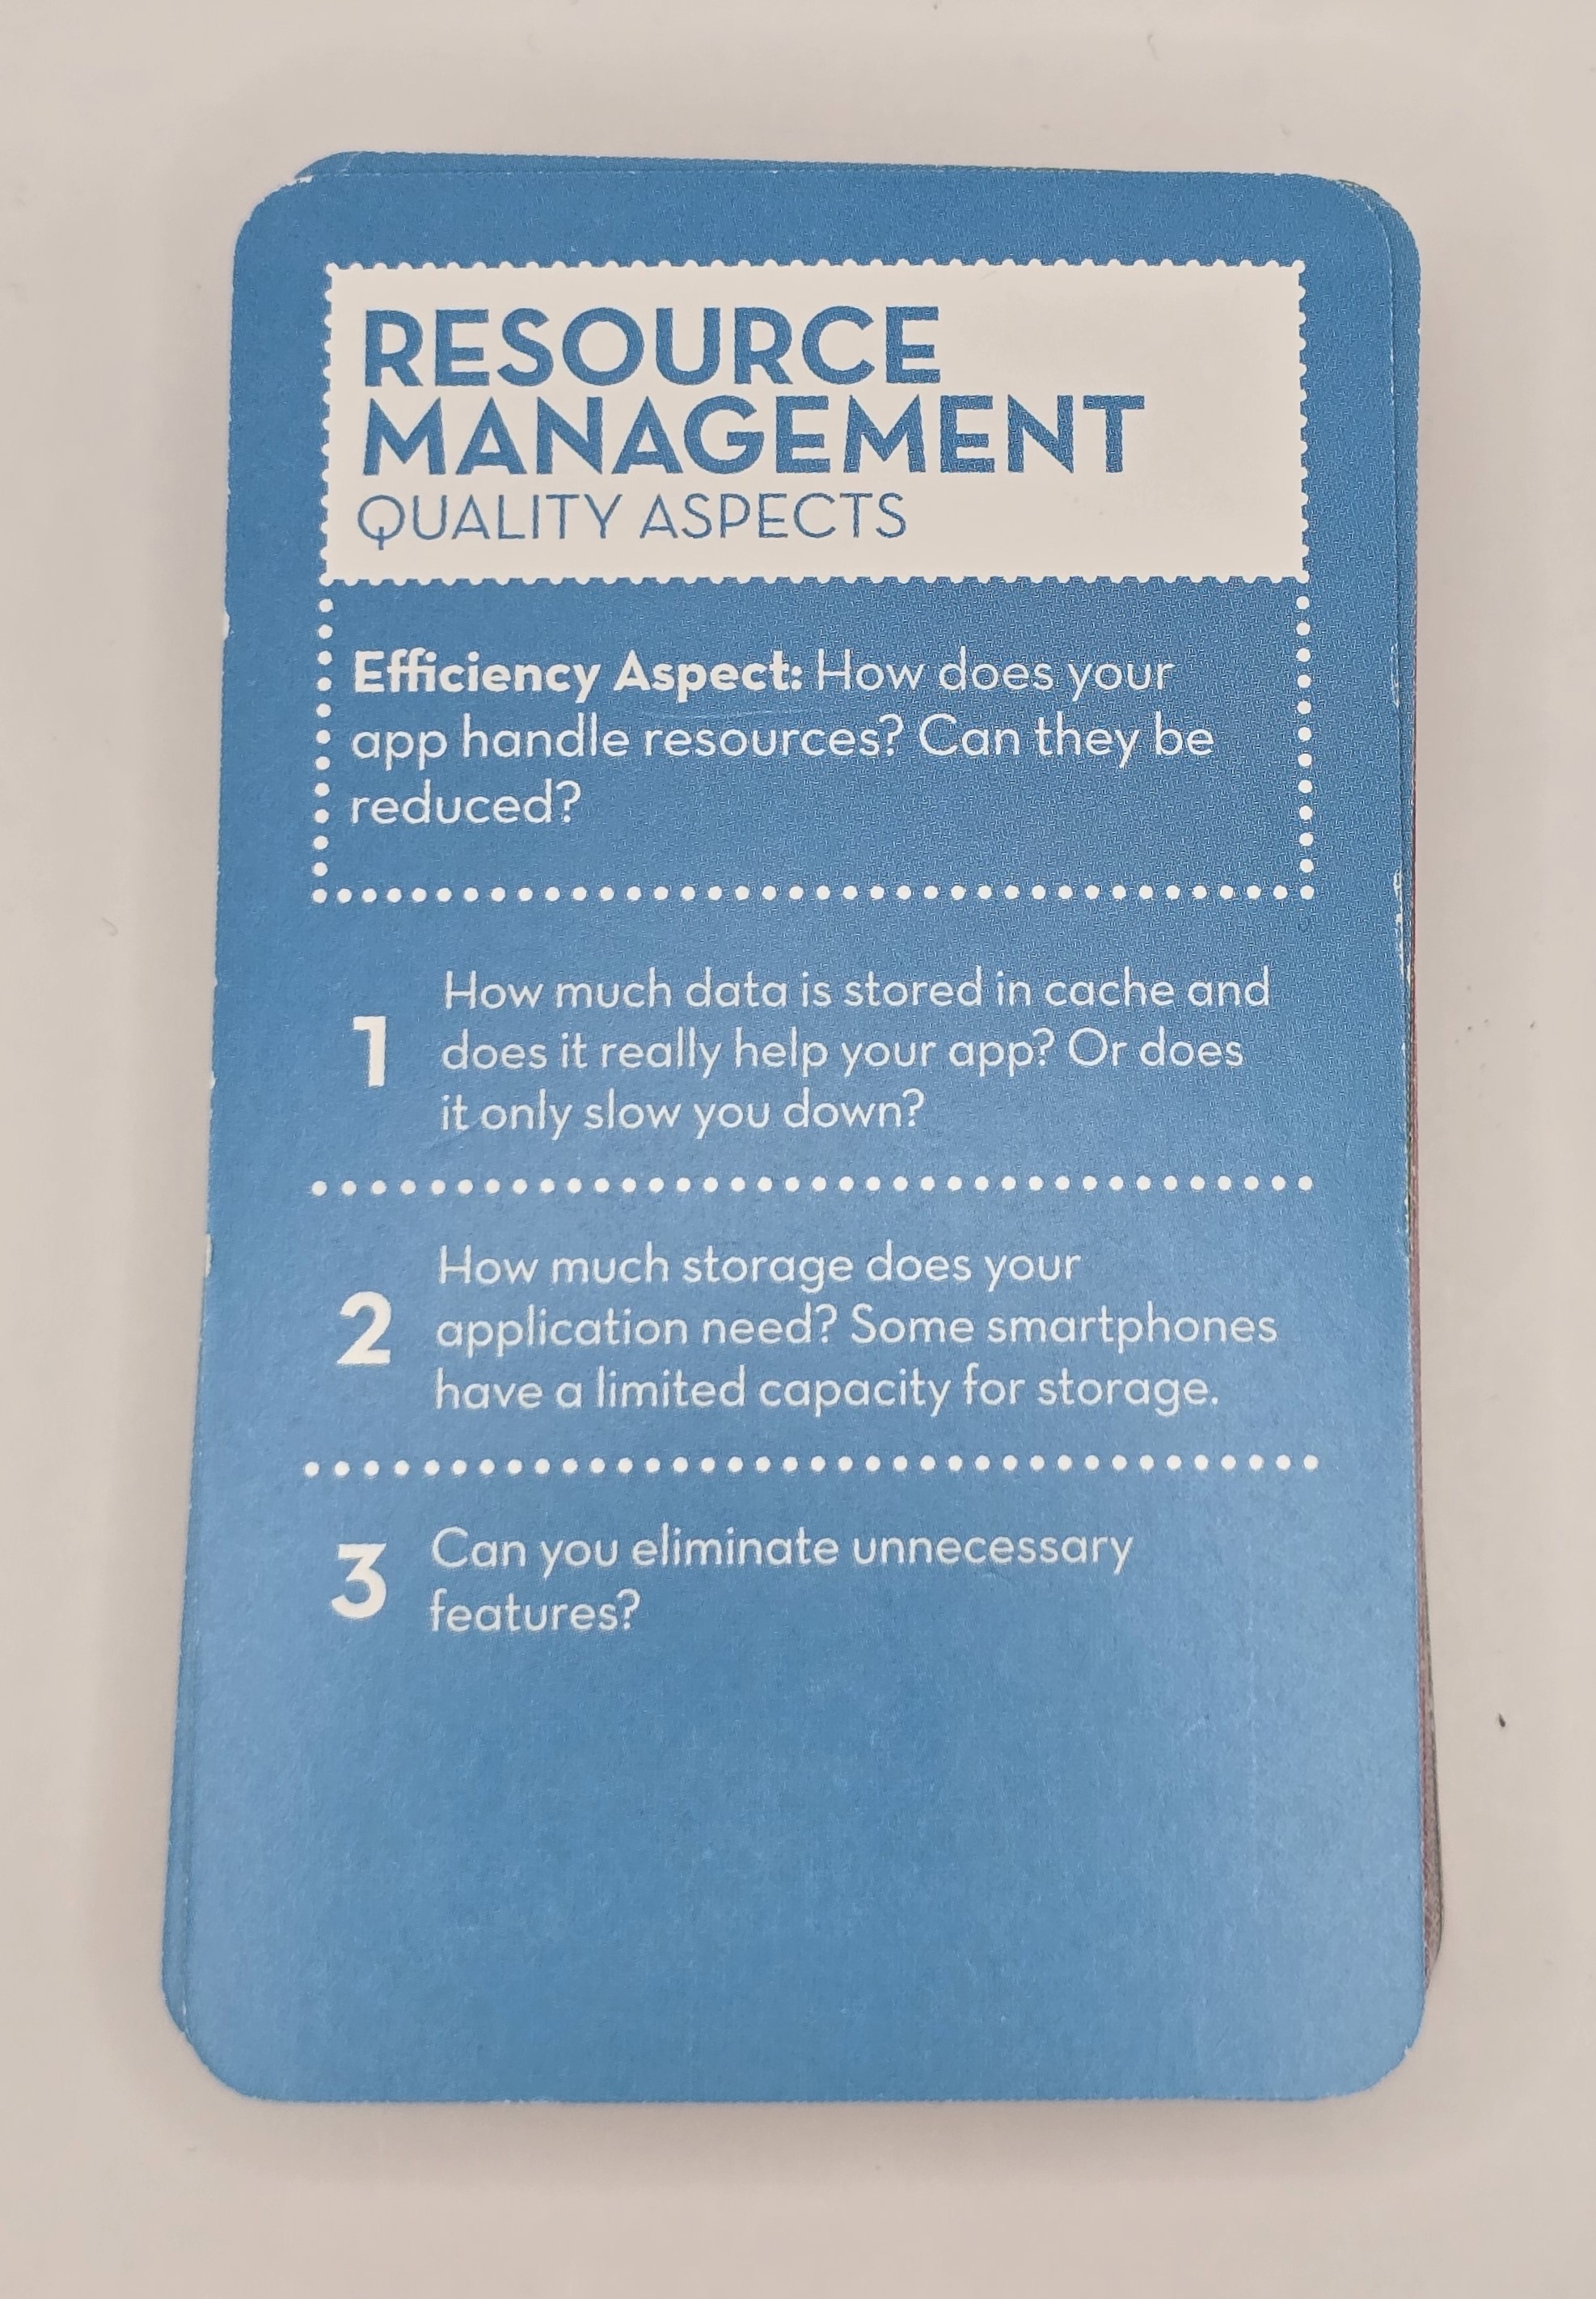 RESOURCE
MANAGEMENT
QUALITY ASPECTS
Efficiency Aspect: How does your
app handle resources? Can they be
reduced?
1
How much data is stored in cache and
does it really help your app? Or does
it only slow you down?
2
How much storage does your
application need? Some smartphones
have a limited capacity for storage.
3
Can you eliminate unnecessary
features?